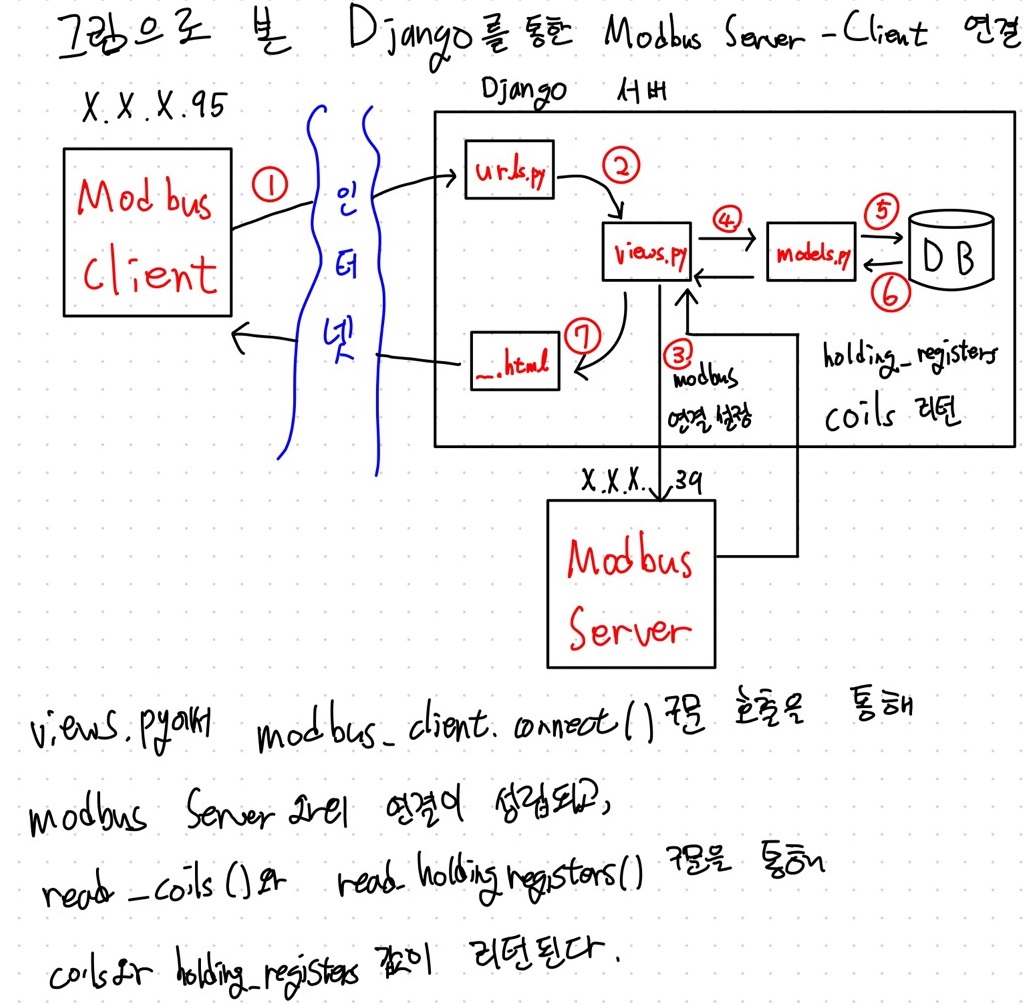 그림으로 본 Django를 통한 Modbus Server - Client 연결
X.X.X.95
Django 서버
Modbus
Client
①
인
터
넷
urls.py
②
views.py
④
models.py
⑤
DB
⑥
_.html
⑦
③
modbus
연결 설정
holding_registers
coils 리턴
X.X.X.39
Modbus
Server
views.py에서 modbus_client.connect() 구문 호출을 통해
modbus Server와의 연결이 성립되고,
read_coils()와 read_holdingregisters() 구문을 통해
coils와 holding_registers 값이 리턴된다.